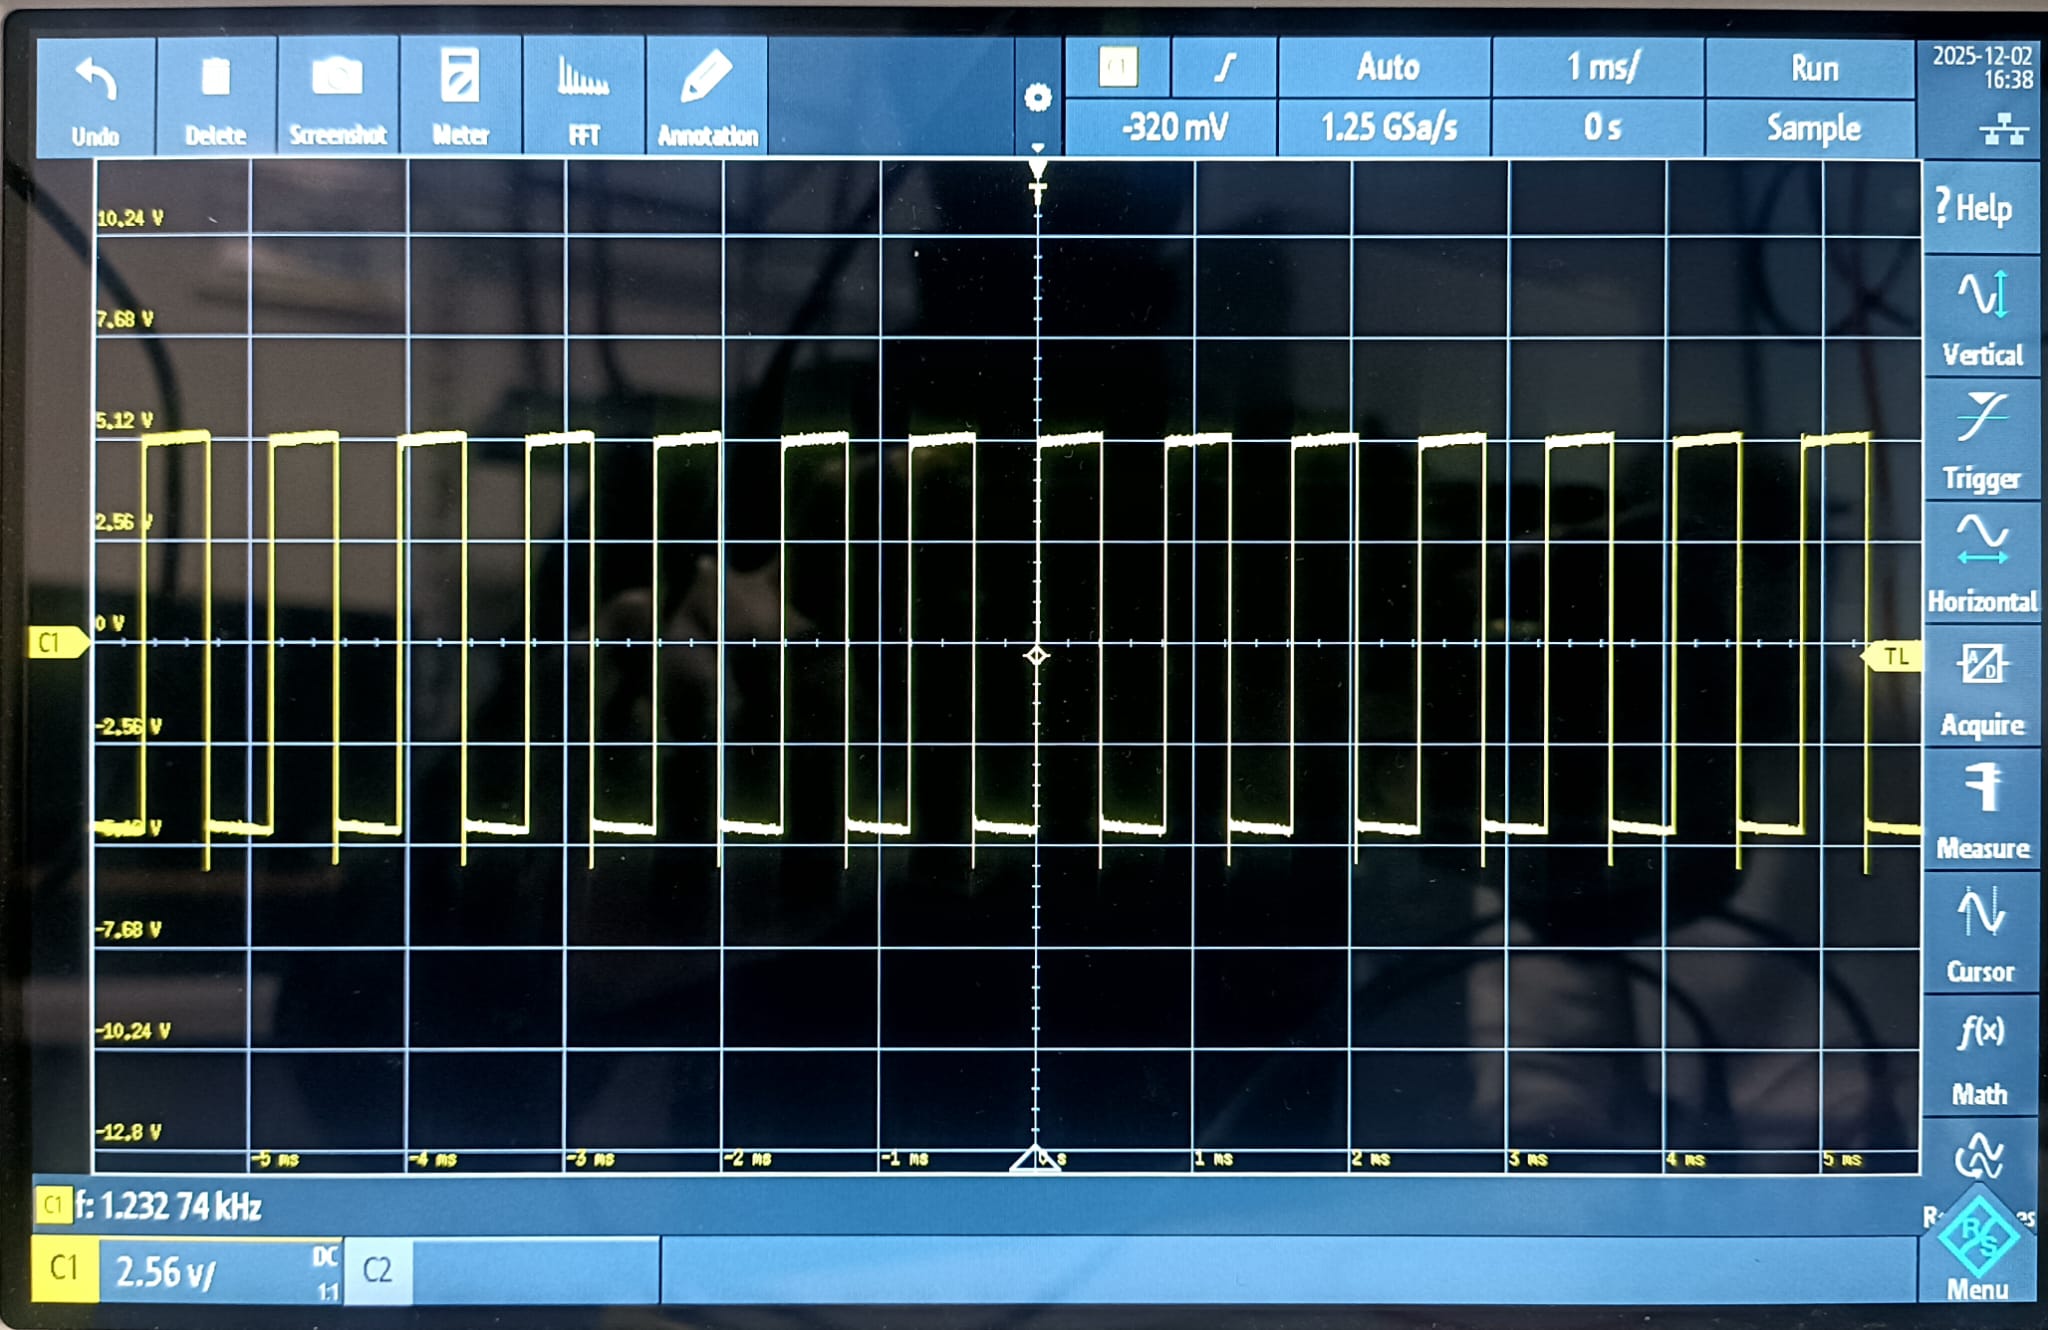 Undo
Delete
Screenshot
Meter
FFT
Annotation
C1
Auto
1 ms/
Run
-320 mV
1.25 GSa/s
0 s
Sample
2025-12-02
16:38
10.24 V
7.68 V
5.12 V
2.56 V
0 V
-2.56 V
-7.68 V
-10.24 V
-12.8 V
C1
T
TL
-5 ms
-4 ms
-3 ms
-2 ms
-1 ms
0 s
1 ms
2 ms
3 ms
4 ms
5 ms
? Help
Vertical
Trigger
Horizontal
A/D
Acquire
Measure
Cursor
f(x)
Math
R&S
Menu
C1 f: 1.232 74 kHz
C1
2.56 V/
DC
1:1
C2